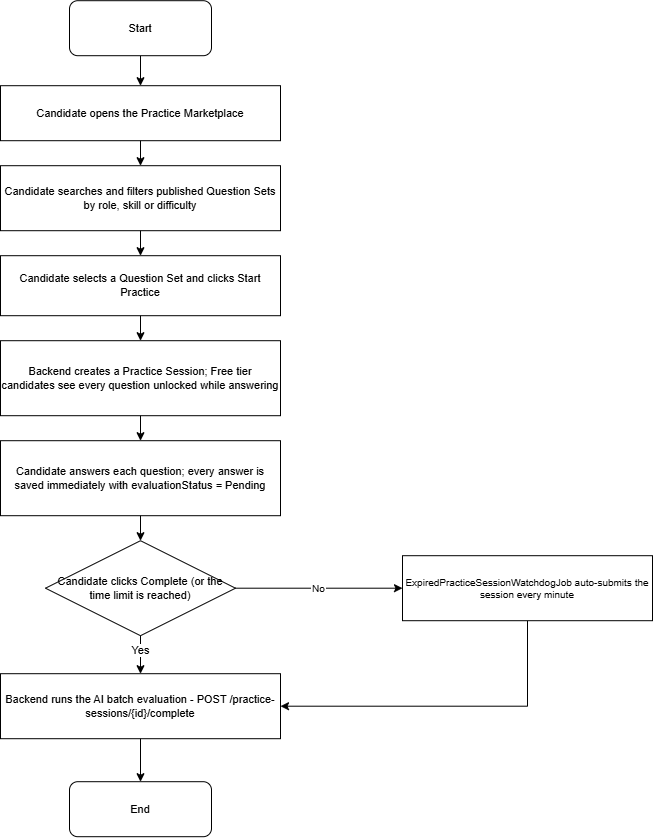 Start
Candidate opens the Practice Marketplace
Candidate searches and filters published Question Sets
by role, skill or difficulty
Candidate selects a Question Set and clicks Start
Practice
Backend creates a Practice Session; Free tier
candidates see every question unlocked while answering
Candidate answers each question; every answer is
saved immediately with evaluationStatus = Pending
Candidate clicks Complete (or the
time limit is reached)
No
ExpiredPracticeSessionWatchdogJob auto-submits the
session every minute
Yes
Backend runs the AI batch evaluation - POST /practice-
sessions/{id}/complete
End